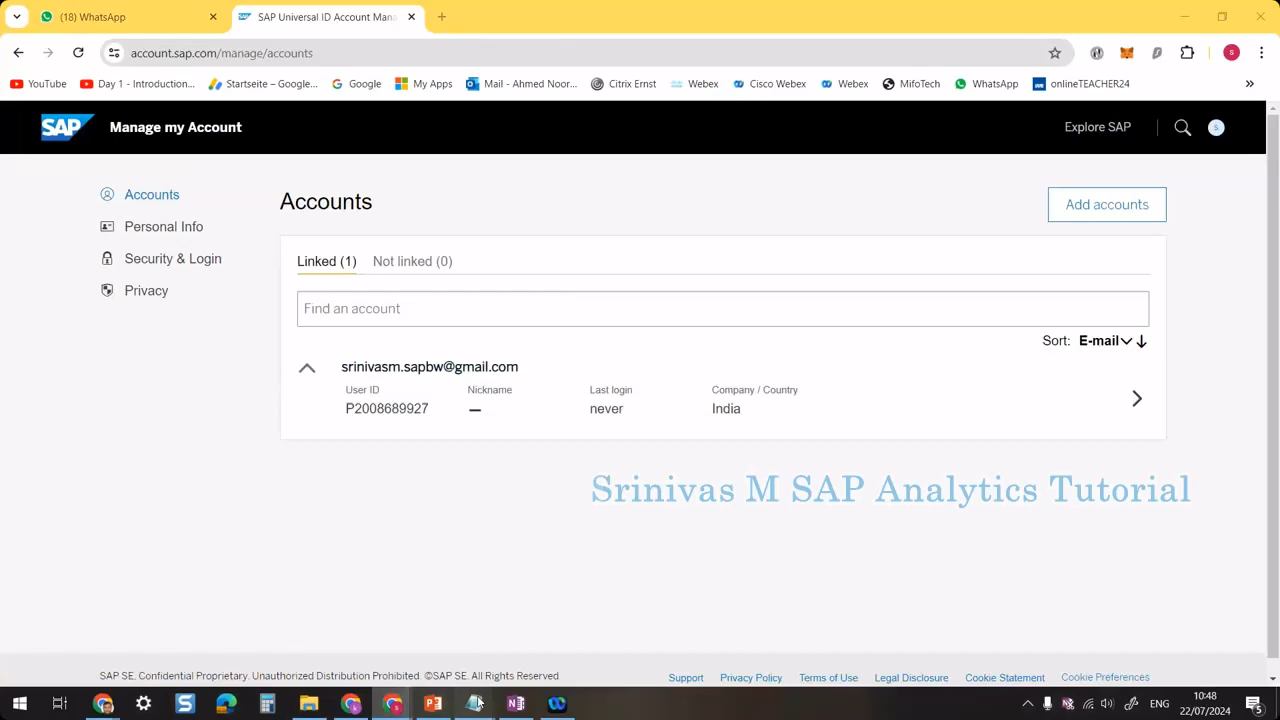 (18) WhatsApp
SAP Universal ID Account Man
account.sap.com/manage/accounts
S
YouTube
Day 1 - Introduction...
Startseite – Google...
Google
My Apps
Mail - Ahmed Noor...
Citrix Ernst
Webex
Cisco Webex
Webex
MifoTech
WhatsApp
onlineTEACHER24
»
SAP
Manage my Account
Explore SAP
S
Accounts
Personal Info
Security & Login
Privacy
Accounts
Add accounts
Linked (1)
Not linked (0)
Find an account
Sort: E-mail
srinivasm.sapbw@gmail.com
User ID
Nickname
Last login
Company / Country
P2008689927
—
never
India
Srinivas M SAP Analytics Tutorial
SAP SE. Confidential Proprietary. Unauthorized Distribution Prohibited. ©SAP SE. All Rights Reserved
Support
Privacy Policy
Terms of Use
Legal Disclosure
Cookie Statement
Cookie Preferences
ENG
10:48
22/07/2024
5